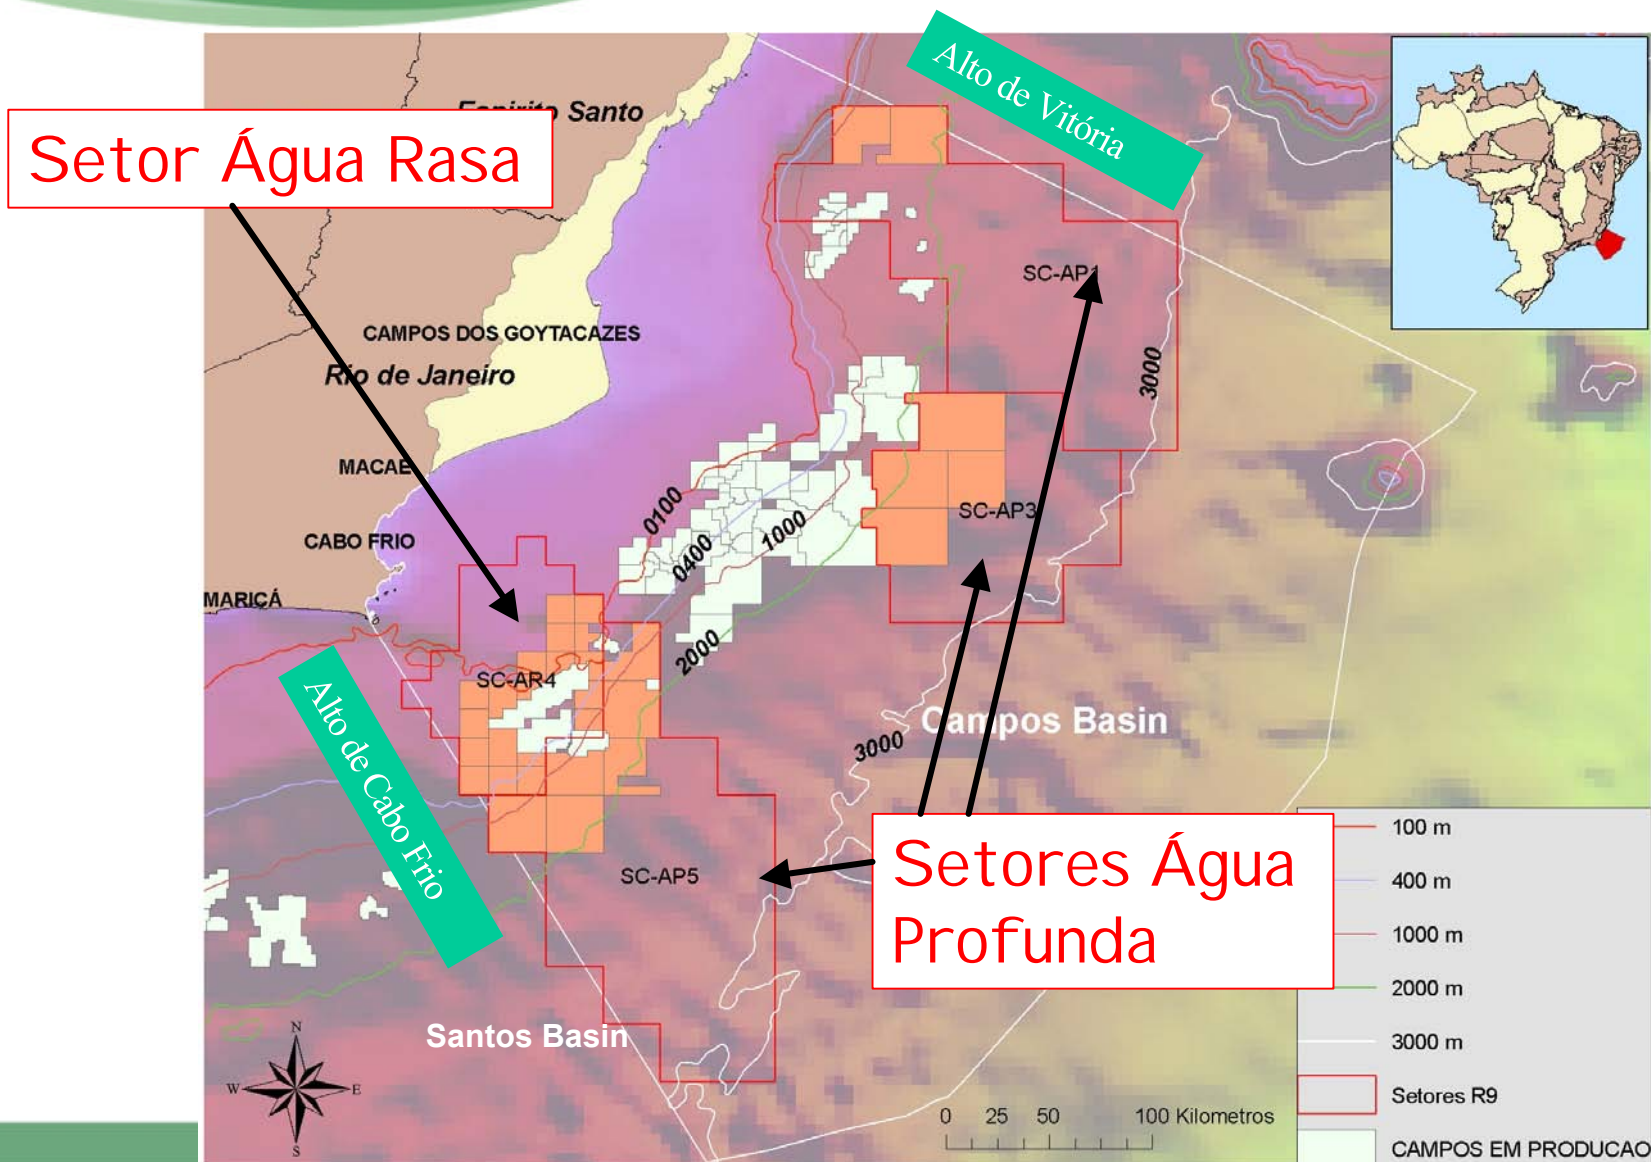 Alto de Vitória
Espirito Santo
Setor Água Rasa
SC-AP1
CAMPOS DOS GOYTACAZES
Rio de Janeiro
3000
MACAÉ
0100
SC-AP3
1000
CABO FRIO
0400
MARICÁ
2000
SC-AR4
Alto de Cabo Frio
Campos Basin
3000
100 m
Setores Água
Profunda
400 m
SC-AP5
1000 m
2000 m
Santos Basin
N
W
E
S
3000 m
Setores R9
0 25 50 100 Kilometros
CAMPOS EM PRODUCAO